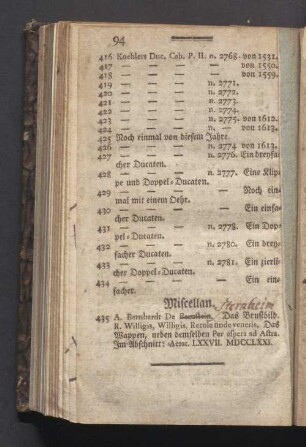 94
416 Koehlers Duc. Cab. P. II. n. 2768. von 1531.
417 — — — — von 1550.
418 — — — — von 1559.
419 — — — n. 2771.
420 — — — n. 2772.
421 — — — n. 2773.
422 — — — n. 2774.
423 — — — n. 2775. von 1612.
424 — — — — von 1613.
425 Noch einmal von diesem Jahre.
426 — — — n. 2774 von 1613.
427 — — — n. 2776. Ein dreyfa-
cher Ducaten.
428 — — — n. 2777. Eine Klip-
pe und Doppel-Ducaten.
429 — — — — Noch ein-
mal mit einem Oehr.
430 — — — — Ein einfa-
cher Ducaten.
431 — — — n. 2778. Ein Dop-
pel-Ducaten.
432 — — — n. 2780. Ein drey-
facher Ducaten.
433 — — — n. 2781. Ein zierli-
cher Doppel-Ducaten.
434 — — — — Ein ein-
facher.
Miscellan.
Sternheim
435 A. Bernhardt De Das Brustbild.
R. Willigis, Willigis, Recole unde veneris, Das
Wappen, neben demselben Per aspera ad Astra.
Im Abschnitt: Aetat. LXXVII. MDCCLXXI.